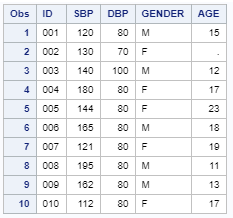 Obs ID SBP DBP GENDER AGE
1 001 120 80 M 15
2 002 130 70 F .
3 003 140 100 M 12
4 004 180 80 F 17
5 005 144 80 F 23
6 006 165 80 M 18
7 007 121 80 F 19
8 008 195 80 M 11
9 009 162 80 M 13
10 010 112 80 F 17